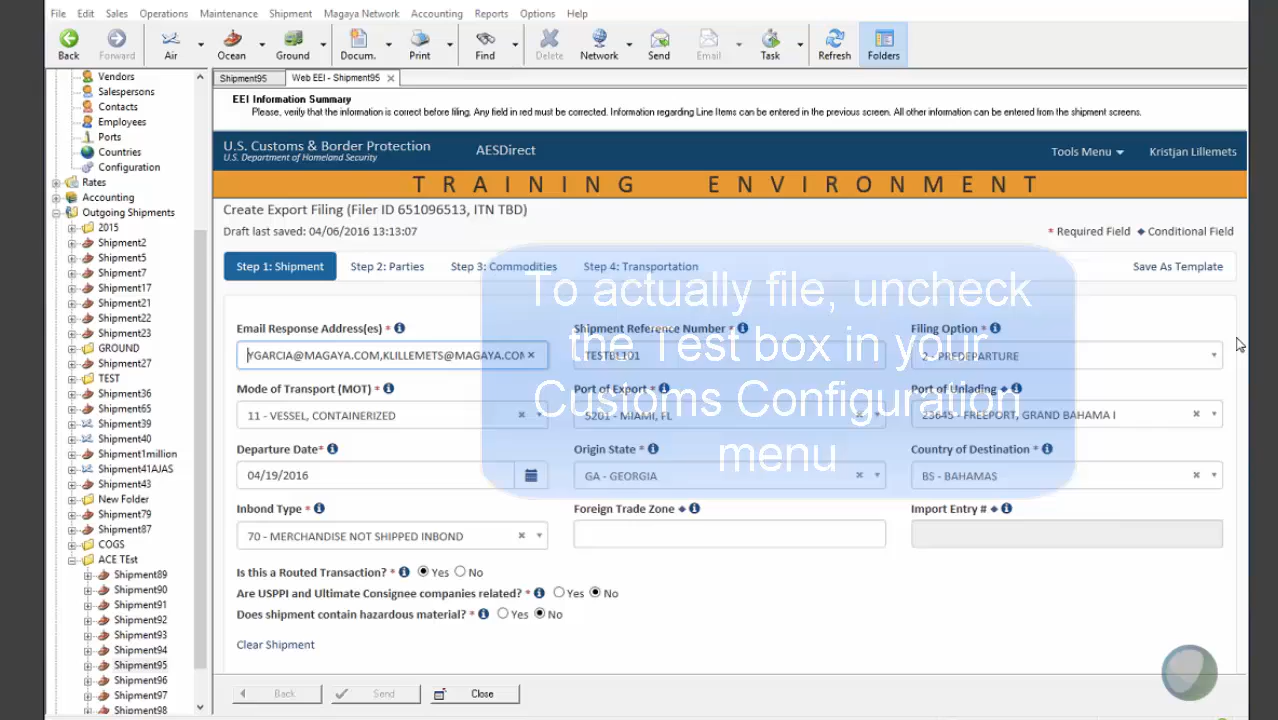 File Edit Sales Operations Maintenance Shipment Magaya Network Accounting Reports Options Help
Back Forward Air Ocean Ground Docum. Print Find Delete Network Send Email Task Refresh Folders
Vendors
Salespersons
Contacts
Employees
Ports
Countries
Configuration
Rates
Accounting
Outgoing Shipments
2015
Shipment2
Shipment5
Shipment7
Shipment17
Shipment21
Shipment22
Shipment23
GROUND
Shipment27
TEST
Shipment36
Shipment65
Shipment39
Shipment40
Shipment1million
Shipment41AJAS
Shipment43
New Folder
Shipment79
Shipment87
COGS
ACE TEst
Shipment89
Shipment90
Shipment91
Shipment92
Shipment93
Shipment94
Shipment95
Shipment96
Shipment97
Shipment98
Shipment95 Web EEI - Shipment95
EEI Information Summary
Please, verify that the information is correct before filing. Any field in red must be corrected. Information regarding Line Items can be entered in the previous screen. All other information can be entered from the shipment screens.
U.S. Customs & Border Protection
U.S. Department of Homeland Security
AESDirect
Tools Menu Kristjan Lillemets
TRAINING ENVIRONMENT
Create Export Filing (Filer ID 651096513, ITN TBD)
Draft last saved: 04/06/2016 13:13:07
* Required Field Conditional Field
Step 1: Shipment Step 2: Parties Step 3: Commodities Step 4: Transportation Save As Template
To actually file, uncheck
the Test box in your
Customs Configuration
menu
Email Response Address(es) * Shipment Reference Number * Filing Option *
YGARCIA@MAGAYA.COM,KLILLEMETS@MAGAYA.COM TESTBL101 2 - PREDEPARTURE
Mode of Transport (MOT) * Port of Export * Port of Unlading
11 - VESSEL, CONTAINERIZED 5201 - MIAMI, FL 23645 - FREEPORT, GRAND BAHAMA I
Departure Date* Origin State * Country of Destination *
04/19/2016 GA - GEORGIA BS - BAHAMAS
Inbond Type * Foreign Trade Zone Import Entry #
70 - MERCHANDISE NOT SHIPPED INBOND
Is this a Routed Transaction? * Yes No
Are USPPI and Ultimate Consignee companies related? * Yes No
Does shipment contain hazardous material? * Yes No
Clear Shipment
Back Send Close